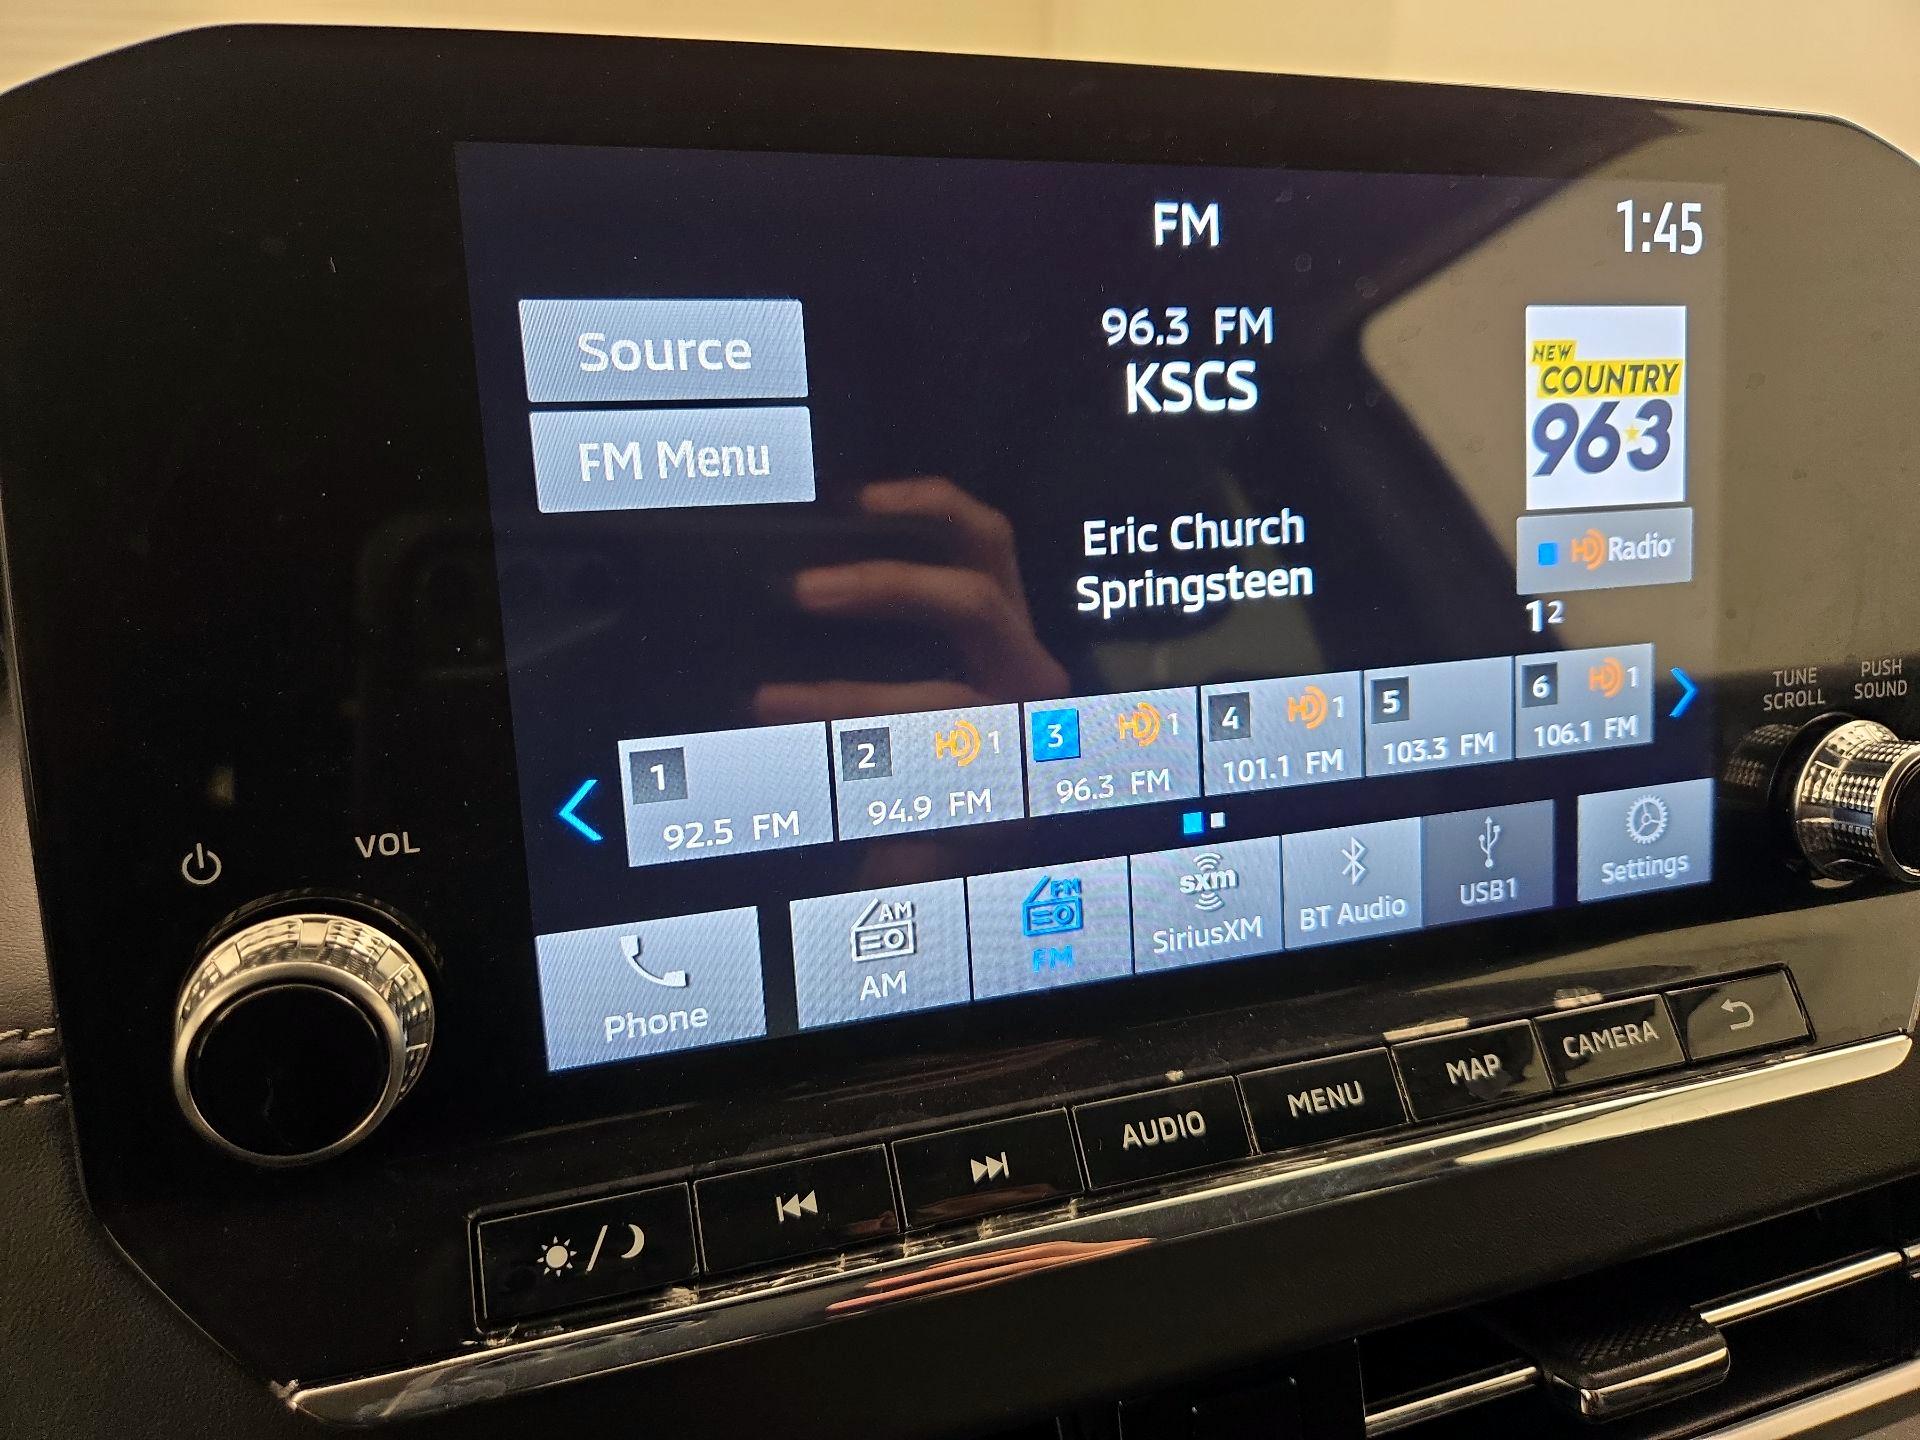 FM
1:45
Source
96.3 FM
KSCS
NEW
COUNTRY
96.3
FM Menu
Eric Church
Springsteen
HD Radio
1 2
TUNE
SCROLL
PUSH
SOUND
1
92.5 FM
2 HD 1
94.9 FM
3 HD 1
96.3 FM
4 HD 1
101.1 FM
5
103.3 FM
6 HD 1
106.1 FM
VOL
Phone
AM
AM
FM
FM
sxm
SiriusXM
BT Audio
USB1
Settings
AUDIO
MENU
MAP
CAMERA